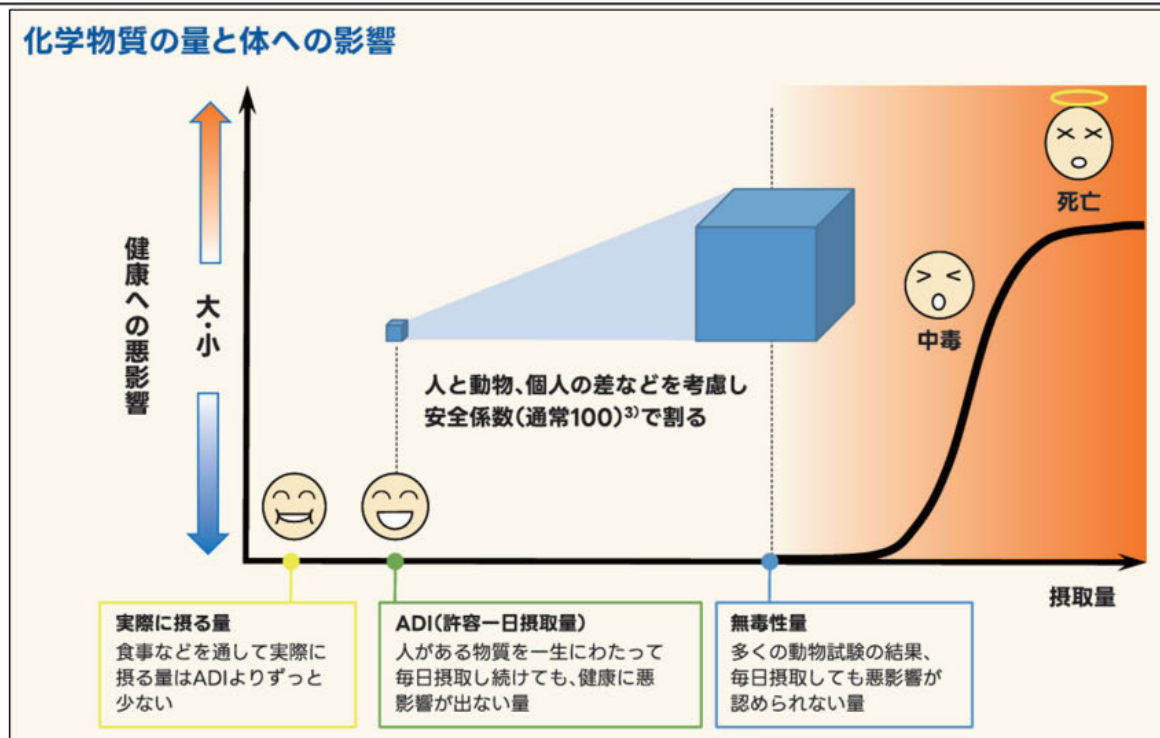 化学物質の量と体への影響
健康への悪影響
大・小
死亡
中毒
人と動物、個人の差などを考慮し
安全係数(通常100)3)で割る
摂取量
実際に摂る量
食事などを通して実際に
摂る量はADIよりずっと
少ない
ADI(許容一日摂取量)
人がある物質を一生にわたって
毎日摂取し続けても、健康に悪
影響が出ない量
無毒性量
多くの動物試験の結果、
毎日摂取しても悪影響が
認められない量